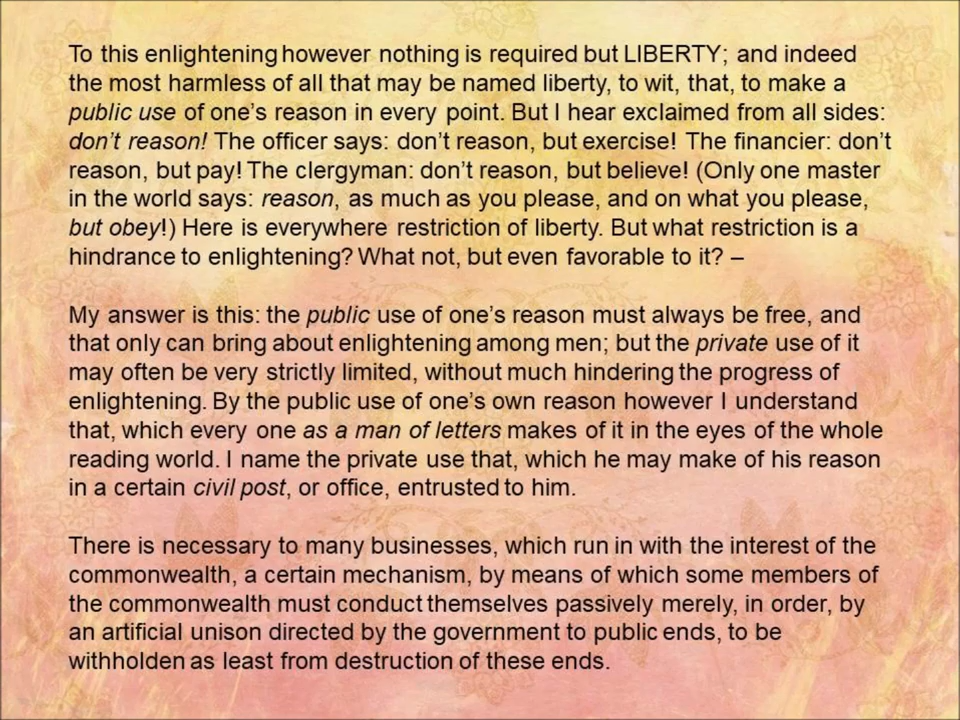 To this enlightening however nothing is required but LIBERTY; and indeed
the most harmless of all that may be named liberty, to wit, that, to make a
public use of one’s reason in every point. But I hear exclaimed from all sides:
don’t reason! The officer says: don’t reason, but exercise! The financier: don’t
reason, but pay! The clergyman: don’t reason, but believe! (Only one master
in the world says: reason, as much as you please, and on what you please,
but obey!) Here is everywhere restriction of liberty. But what restriction is a
hindrance to enlightening? What not, but even favorable to it? –
My answer is this: the public use of one’s reason must always be free, and
that only can bring about enlightening among men; but the private use of it
may often be very strictly limited, without much hindering the progress of
enlightening. By the public use of one’s own reason however I understand
that, which every one as a man of letters makes of it in the eyes of the whole
reading world. I name the private use that, which he may make of his reason
in a certain civil post, or office, entrusted to him.
There is necessary to many businesses, which run in with the interest of the
commonwealth, a certain mechanism, by means of which some members of
the commonwealth must conduct themselves passively merely, in order, by
an artificial unison directed by the government to public ends, to be
withholden as least from destruction of these ends.